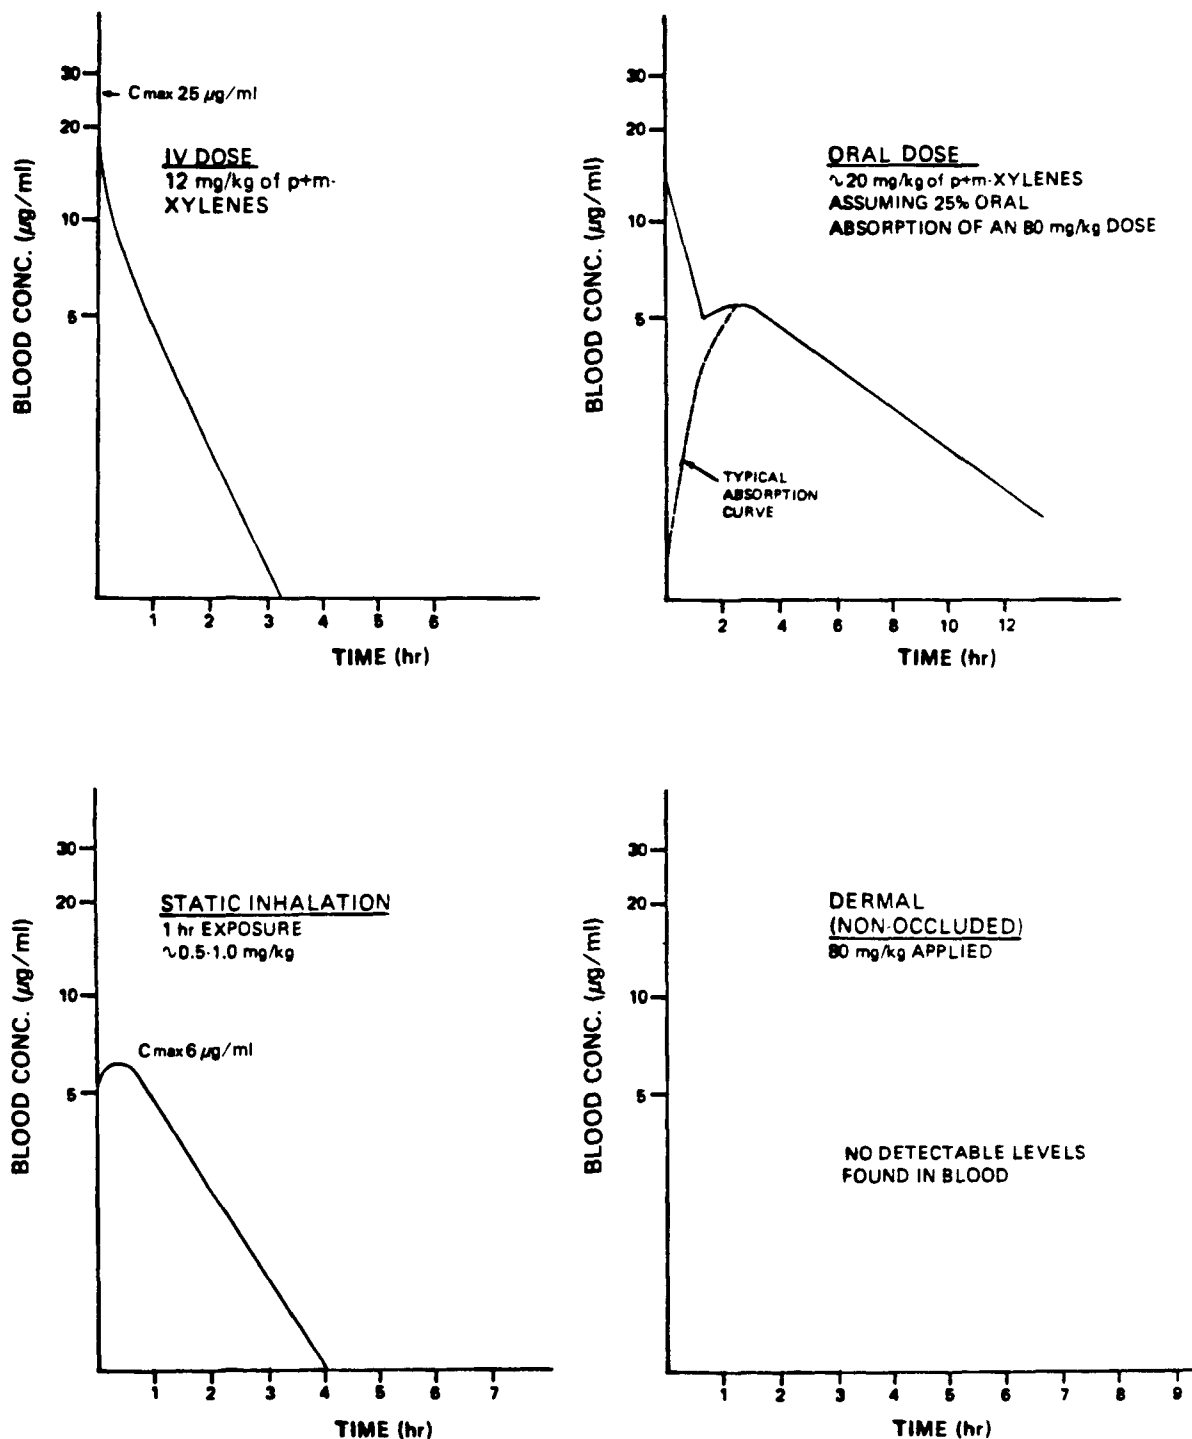 BLOOD CONC. (µg/ml)
30
20
10
5
C max 25 µg/ml
IV DOSE
12 mg/kg of p+m-
XYLENES
1 2 3 4 5 6
TIME (hr)
BLOOD CONC. (µg/ml)
30
20
10
5
ORAL DOSE
~20 mg/kg of p+m-XYLENES
ASSUMING 25% ORAL
ABSORPTION OF AN 80 mg/kg DOSE
TYPICAL
ABSORPTION
CURVE
2 4 6 8 10 12
TIME (hr)
BLOOD CONC. (µg/ml)
30
20
10
5
STATIC INHALATION
1 hr EXPOSURE
~0.5-1.0 mg/kg
C max 6 µg/ml
1 2 3 4 5 6 7
TIME (hr)
BLOOD CONC. (µg/ml)
30
20
10
5
DERMAL
(NON-OCCLUDED)
80 mg/kg APPLIED
NO DETECTABLE LEVELS
FOUND IN BLOOD
1 2 3 4 5 6 7 8 9
TIME (hr)